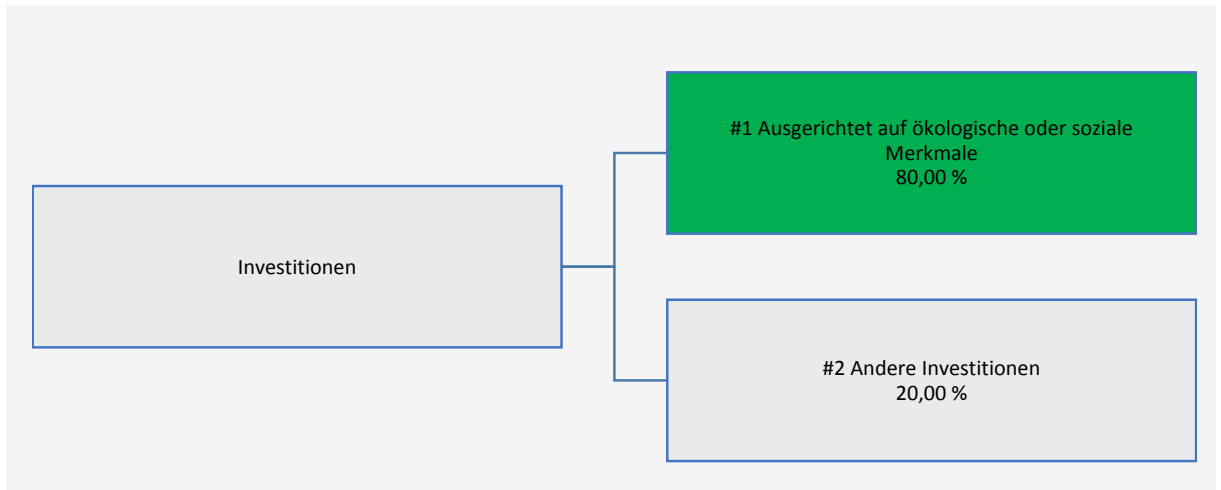 Investitionen
#1 Ausgerichtet auf ökologische oder soziale
Merkmale
80,00 %
#2 Andere Investitionen
20,00 %